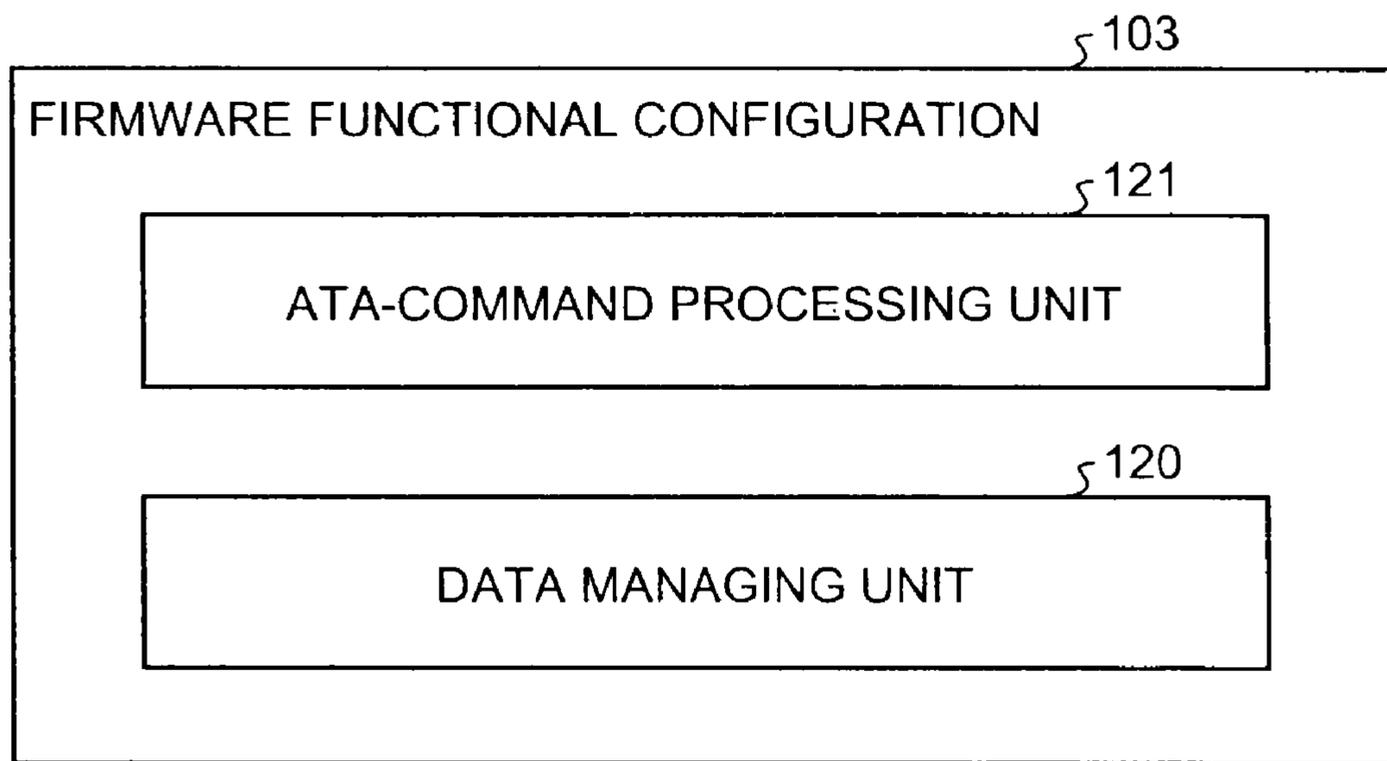 103
FIRMWARE FUNCTIONAL CONFIGURATION
121
ATA-COMMAND PROCESSING UNIT
120
DATA MANAGING UNIT